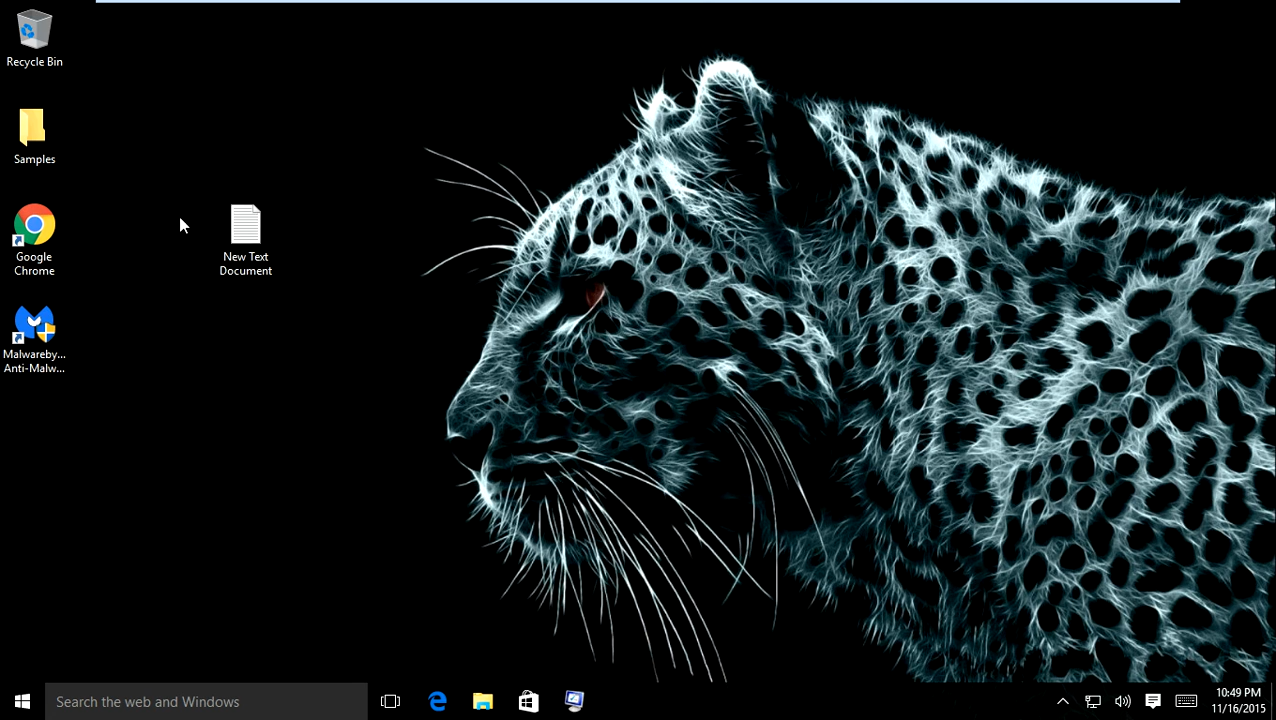 Recycle Bin
Samples
Google
Chrome
New Text
Document
Malwareby...
Anti-Malw...
Search the web and Windows
10:49 PM
11/16/2015